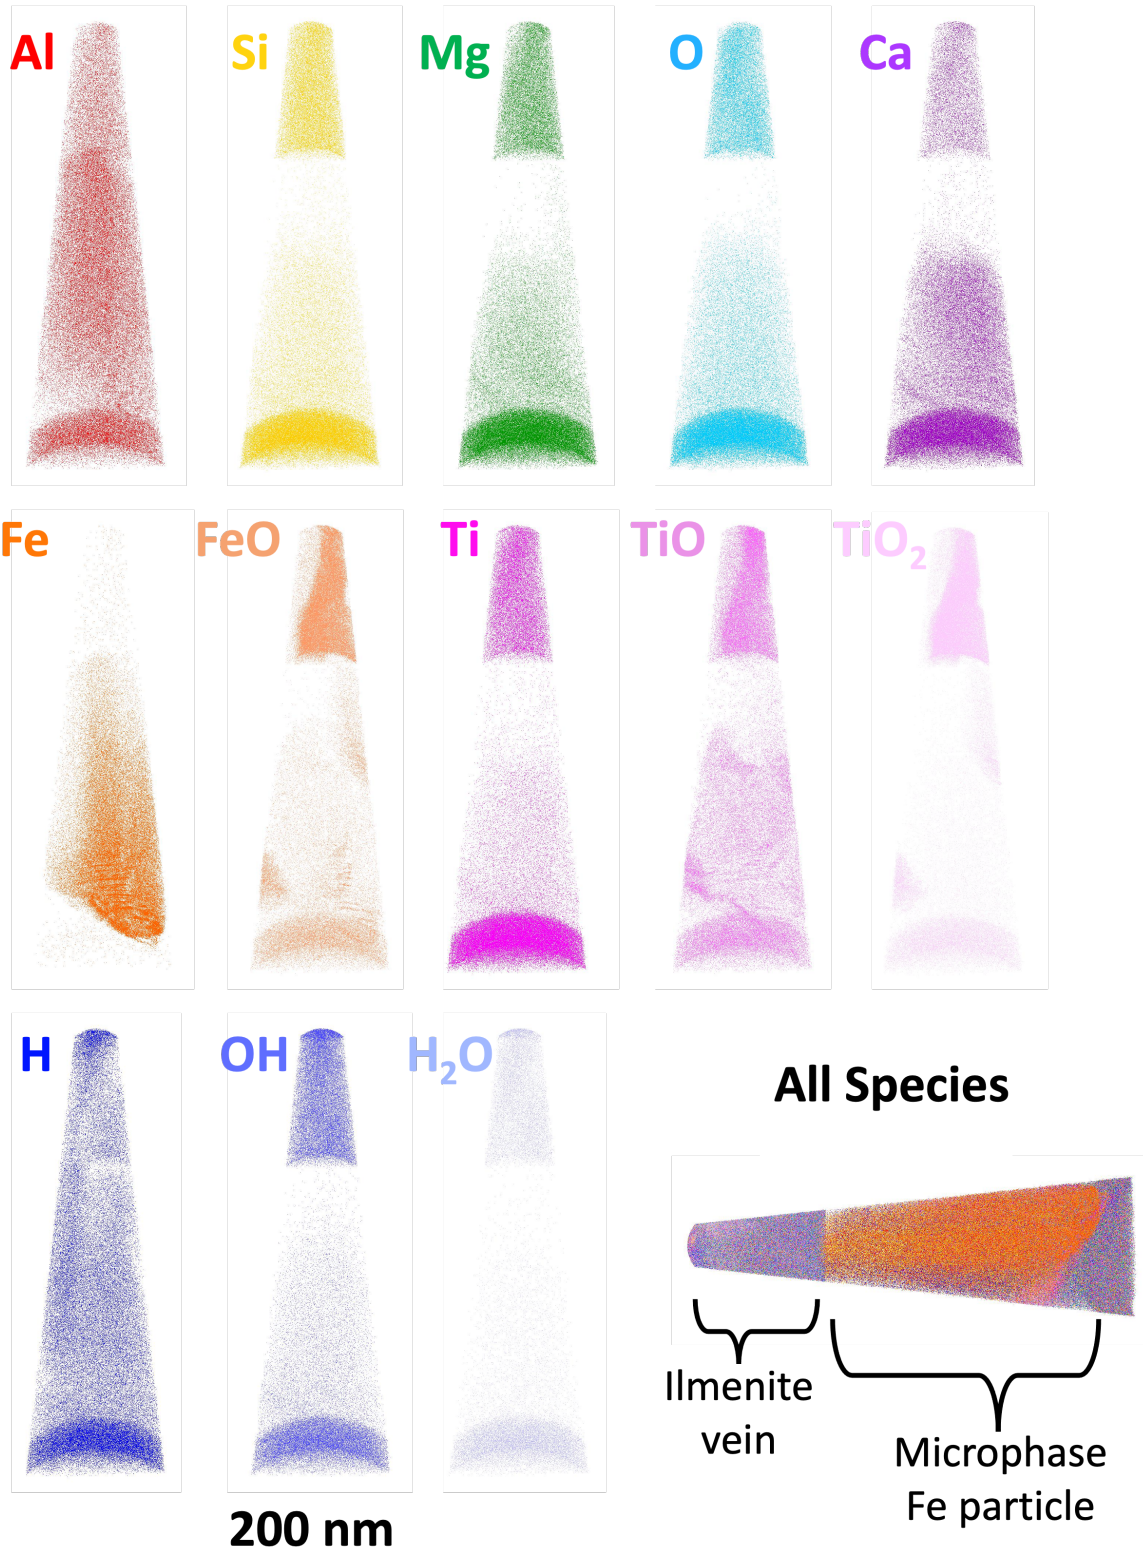 Al Si Mg O Ca
Fe FeO Ti TiO TiO₂
H OH H₂O
All Species
Ilmenite
vein
Microphase
Fe particle
200 nm